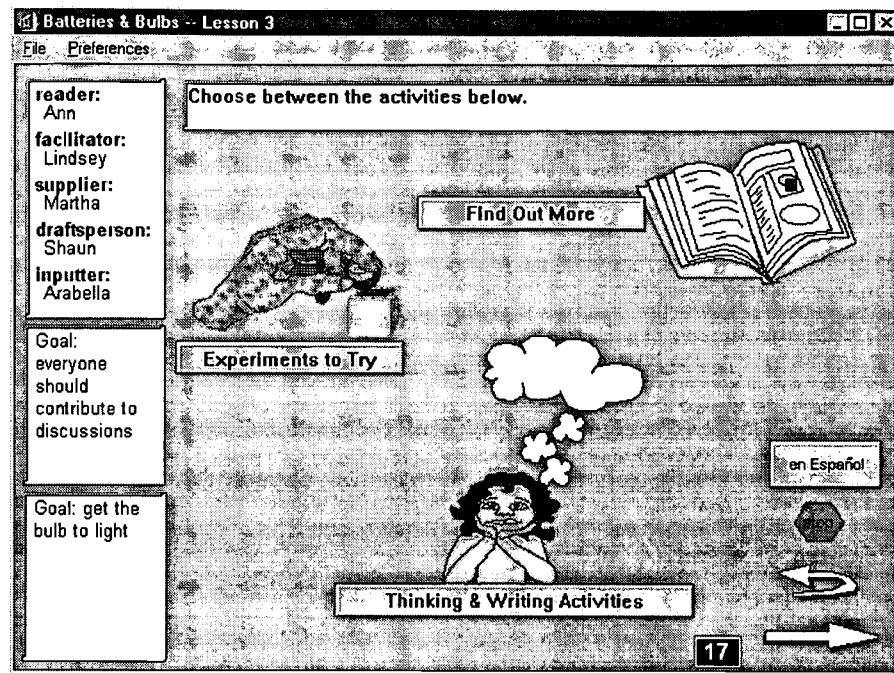 Batteries & Bulbs -- Lesson 3
File Preferences
reader:
Ann
facilitator:
Lindsey
supplier:
Martha
draftsperson:
Shaun
inputter:
Arabella
Goal:
everyone
should
contribute to
discussions
Goal: get the
bulb to light
Choose between the activities below.
Find Out More
Experiments to Try
Thinking & Writing Activities
en Español
stop
17